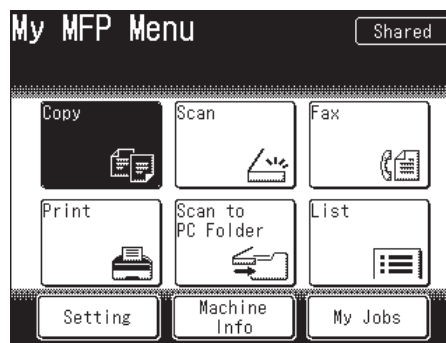 My MFP Menu
Shared
Copy
Scan
Fax
Print
Scan to
PC Folder
List
Setting
Machine
Info
My Jobs